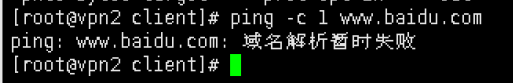 [root@vpn2 client]# ping -c 1 www.baidu.com
ping: www.baidu.com: 域名解析暂时失败
[root@vpn2 client]#